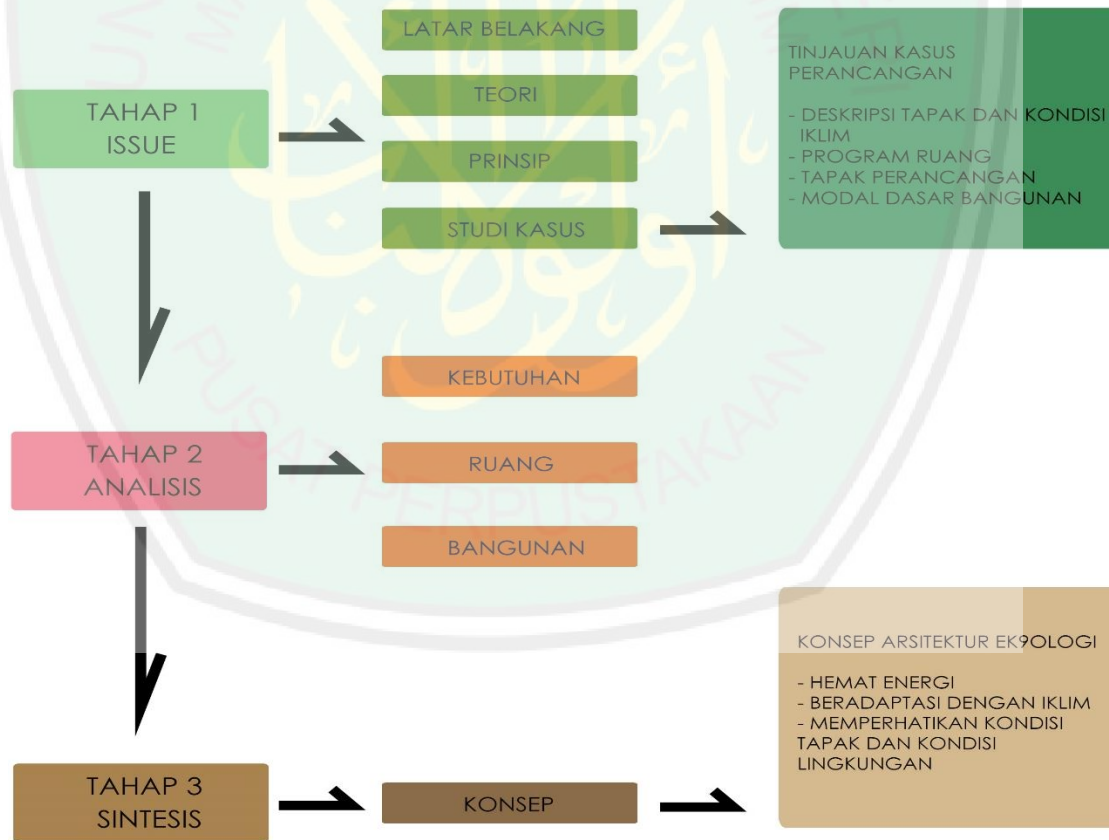 TAHAP 1
ISSUE
LATAR BELAKANG
TEORI
PRINSIP
STUDI KASUS
TINJAUAN KASUS
PERANCANGAN
- DESKRIPSI TAPAK DAN KONDISI
IKLIM
- PROGRAM RUANG
- TAPAK PERANCANGAN
- MODAL DASAR BANGUNAN
TAHAP 2
ANALISIS
KEBUTUHAN
RUANG
BANGUNAN
TAHAP 3
SINTESIS
KONSEP
KONSEP ARSITEKTUR EK9OLOGI
- HEMAT ENERGI
- BERADAPTASI DENGAN IKLIM
- MEMPERHATIKAN KONDISI
TAPAK DAN KONDISI
LINGKUNGAN
PUSAT PERPUSTAKAAN